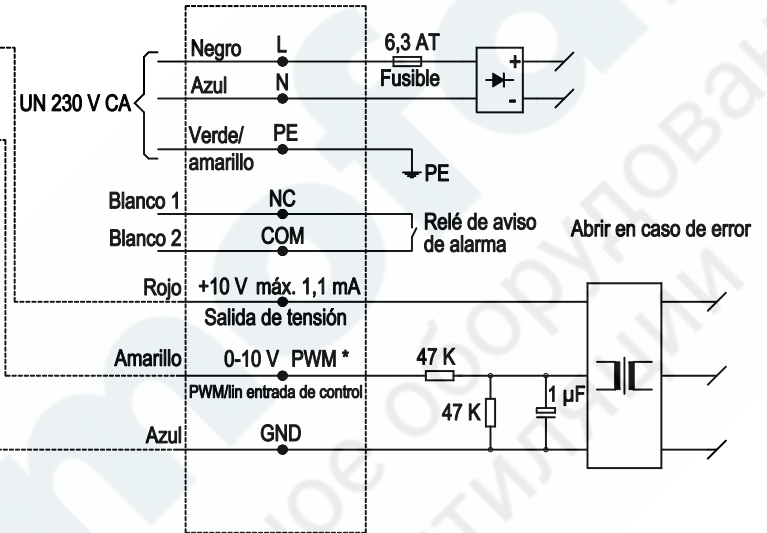 Negro L 6,3 AT
Fusible
+
Azul N
-
UN 230 V CA
Verde/ PE
amarillo
PE
Blanco 1 NC
Relé de aviso
de alarma
Abrir en caso de error
Blanco 2 COM
Rojo +10 V máx. 1,1 mA
Salida de tensión
Amarillo 0-10 V PWM * 47 K
PWM/lin entrada de control
47 K
1 µF
Azul GND